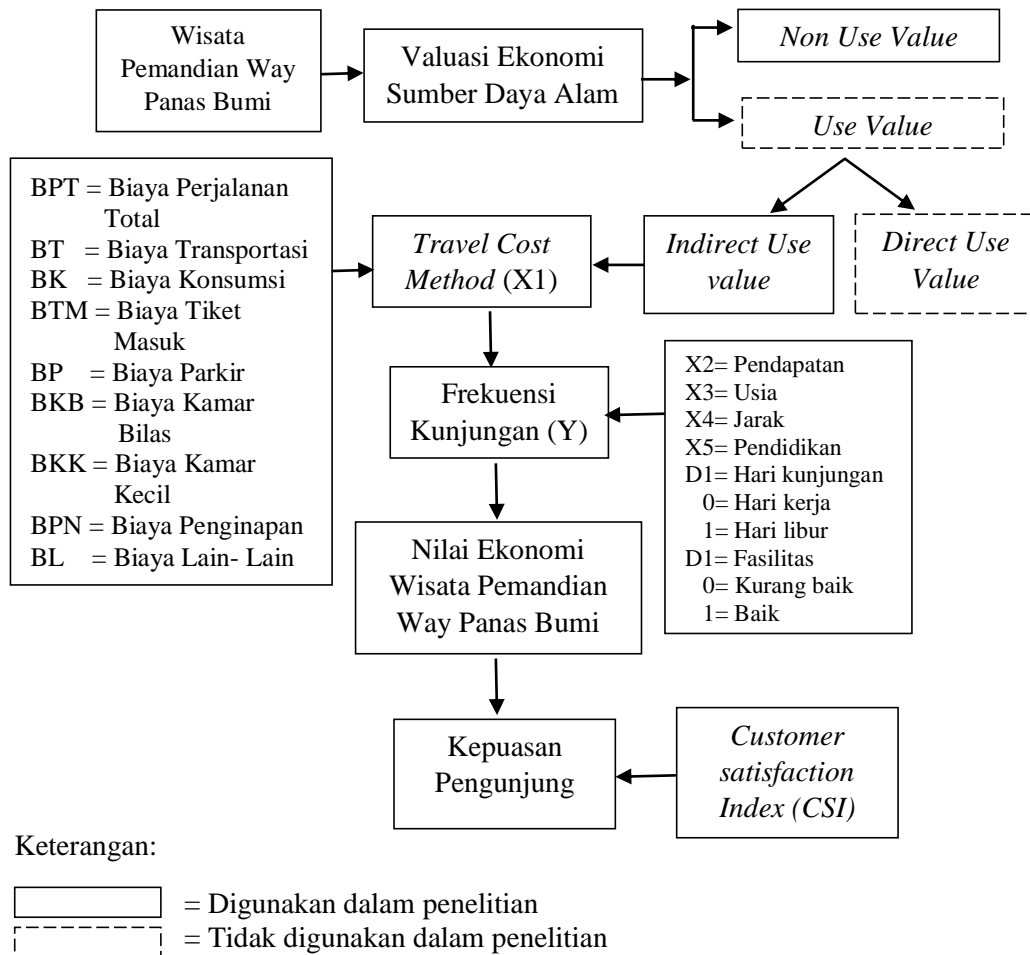 Wisata
Pemandian Way
Panas Bumi
Valuasi Ekonomi
Sumber Daya Alam
Non Use Value
Use Value
BPT = Biaya Perjalanan
Total
BT = Biaya Transportasi
BK = Biaya Konsumsi
BTM = Biaya Tiket
Masuk
BP = Biaya Parkir
BKB = Biaya Kamar
Bilas
BKK = Biaya Kamar
Kecil
BPN = Biaya Penginapan
BL = Biaya Lain- Lain
Travel Cost
Method (X1)
Indirect Use
value
Direct Use
Value
Frekuensi
Kunjungan (Y)
X2= Pendapatan
X3= Usia
X4= Jarak
X5= Pendidikan
D1= Hari kunjungan
0= Hari kerja
1= Hari libur
D1= Fasilitas
0= Kurang baik
1= Baik
Nilai Ekonomi
Wisata Pemandian
Way Panas Bumi
Kepuasan
Pengunjung
Customer
satisfaction
Index (CSI)
Keterangan:
= Digunakan dalam penelitian
= Tidak digunakan dalam penelitian